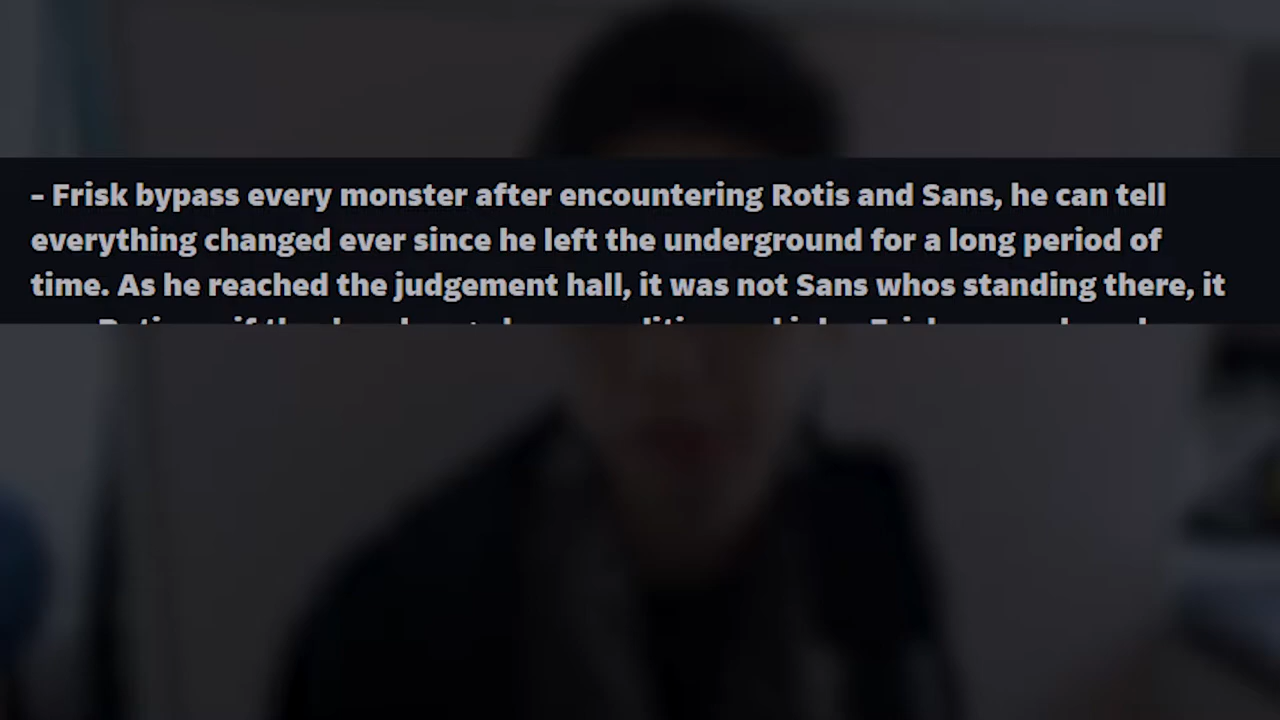 - Frisk bypass every monster after encountering Rotis and Sans, he can tell
everything changed ever since he left the underground for a long period of
time. As he reached the judgement hall, it was not Sans whos standing there, it